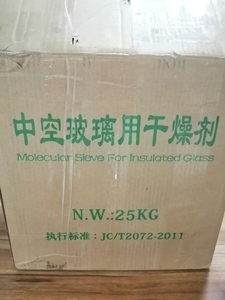 中空玻璃用干燥剂
Molecular Sieve For Insulated Glass
N.W.:25KG
执行标准：JC/T2072-2011